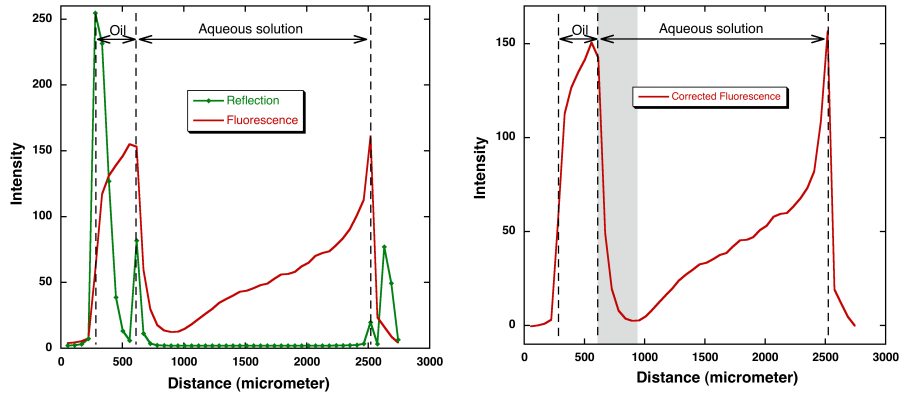 250
200
150
100
50
0
Intensity
Oil
Aqueous solution
Reflection
Fluorescence
0 500 1000 1500 2000 2500 3000
Distance (micrometer)
150
100
50
0
Intensity
Oil
Aqueous solution
Corrected Fluorescence
0 500 1000 1500 2000 2500 3000
Distance (micrometer)